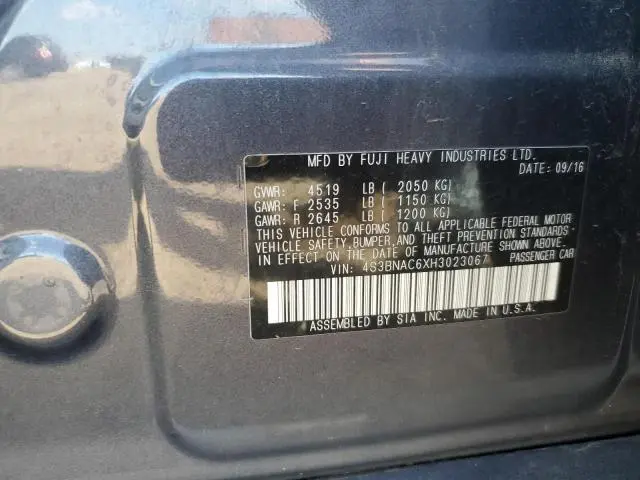 MFD BY FUJI HEAVY INDUSTRIES LTD.
DATE: 09/16
GVWR: 4519 LB ( 2050 KG)
GAWR: F 2535 LB ( 1150 KG)
GAWR: R 2645 LB ( 1200 KG)
THIS VEHICLE CONFORMS TO ALL APPLICABLE FEDERAL MOTOR
VEHICLE SAFETY, BUMPER, AND THEFT PREVENTION STANDARDS
IN EFFECT ON THE DATE OF MANUFACTURE SHOWN ABOVE.
VIN: 4S3BNAC6XH3023067 PASSENGER CAR
ASSEMBLED BY SIA INC. MADE IN U.S.A.